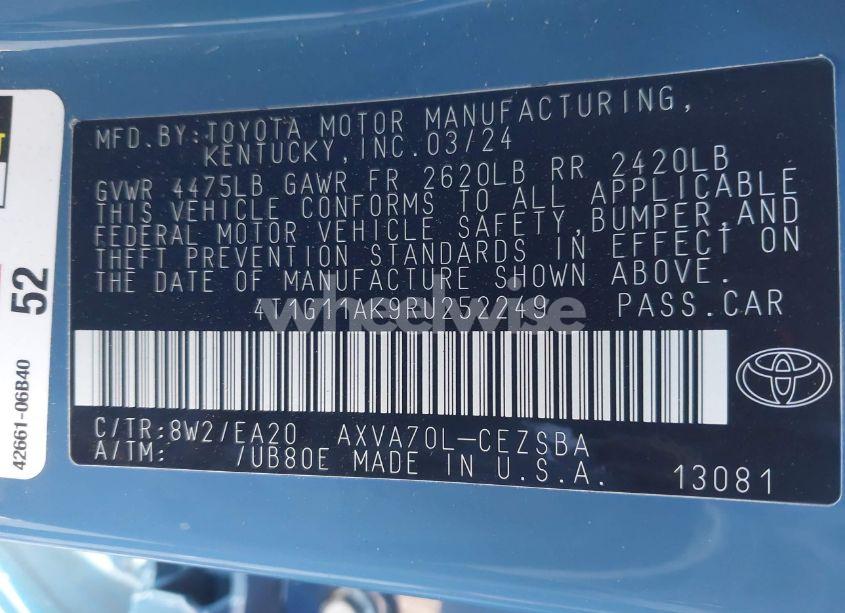 MFD.BY:TOYOTA MOTOR MANUFACTURING,
KENTUCKY,INC.03/24
GVWR 4475LB GAWR FR 2620LB RR 2420LB
THIS VEHICLE CONFORMS TO ALL APPLICABLE
FEDERAL MOTOR VEHICLE SAFETY,BUMPER,AND
THEFT PREVENTION STANDARDS IN EFFECT ON
THE DATE OF MANUFACTURE SHOWN ABOVE.
PASS.CAR
C/TR:8W2/EA20 AXVA70L-CEZSBA
A/TM: /UB80E MADE IN U.S.A. 13081
52
42661-06B40
wheelwise